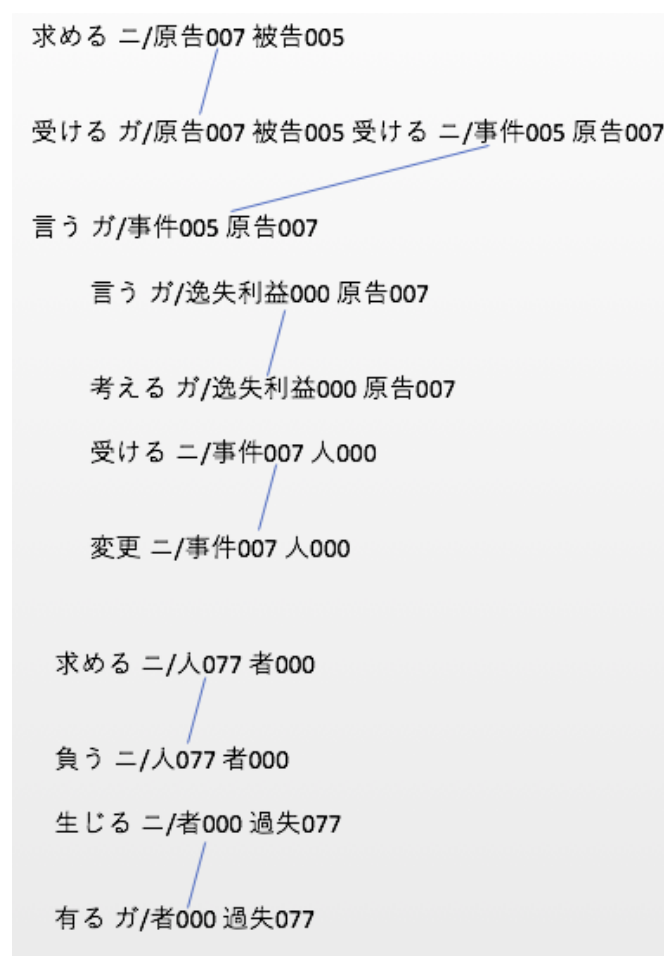 求める ニ/原告007 被告005
受ける ガ/原告007 被告005 受ける ニ/事件005 原告007
言う ガ/事件005 原告007
言う ガ/逸失利益000 原告007
考える ガ/逸失利益000 原告007
受ける ニ/事件007 人000
変更 ニ/事件007 人000
求める ニ/人077 者000
負う ニ/人077 者000
生じる ニ/者000 過失077
有る ガ/者000 過失077